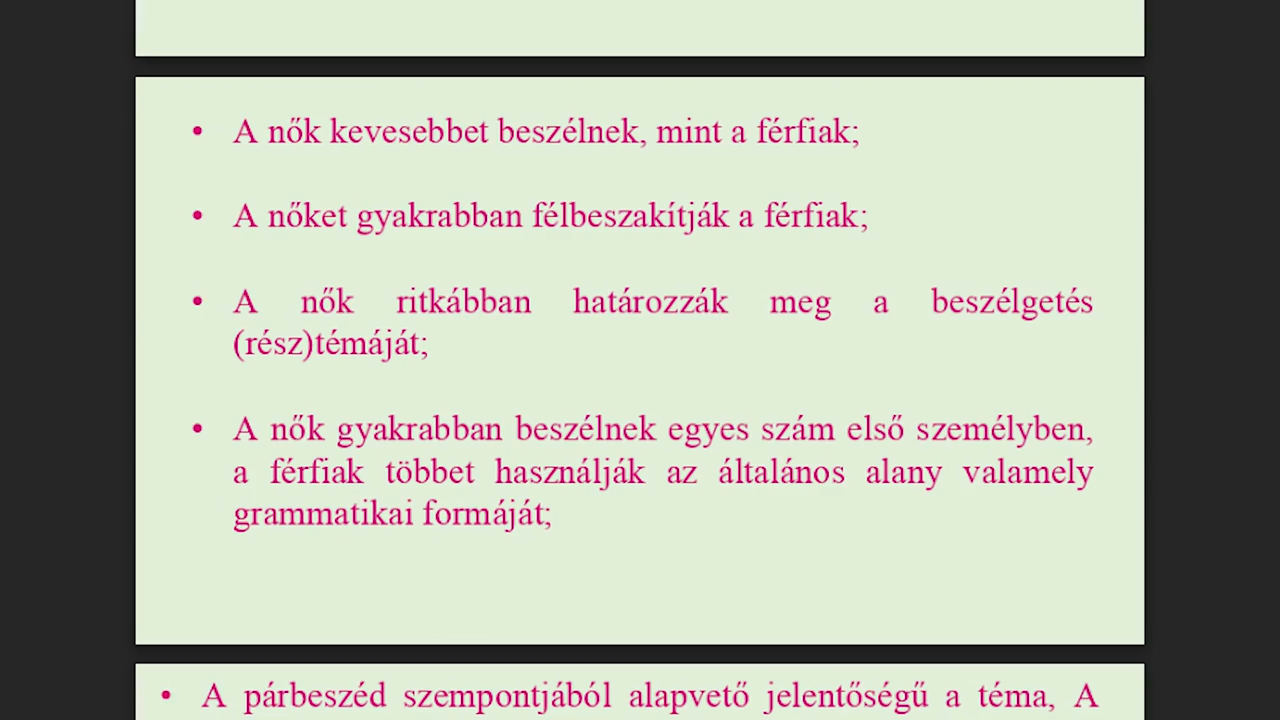 • A nők kevesebbet beszélnek, mint a férfiak;
• A nőket gyakrabban félbeszakítják a férfiak;
• A nők ritkábban határozzák meg a beszélgetés
(rész)témáját;
• A nők gyakrabban beszélnek egyes szám első személyben,
a férfiak többet használják az általános alany valamely
grammatikai formáját;
• A párbeszéd szempontjából alapvető jelentőségű a téma, A